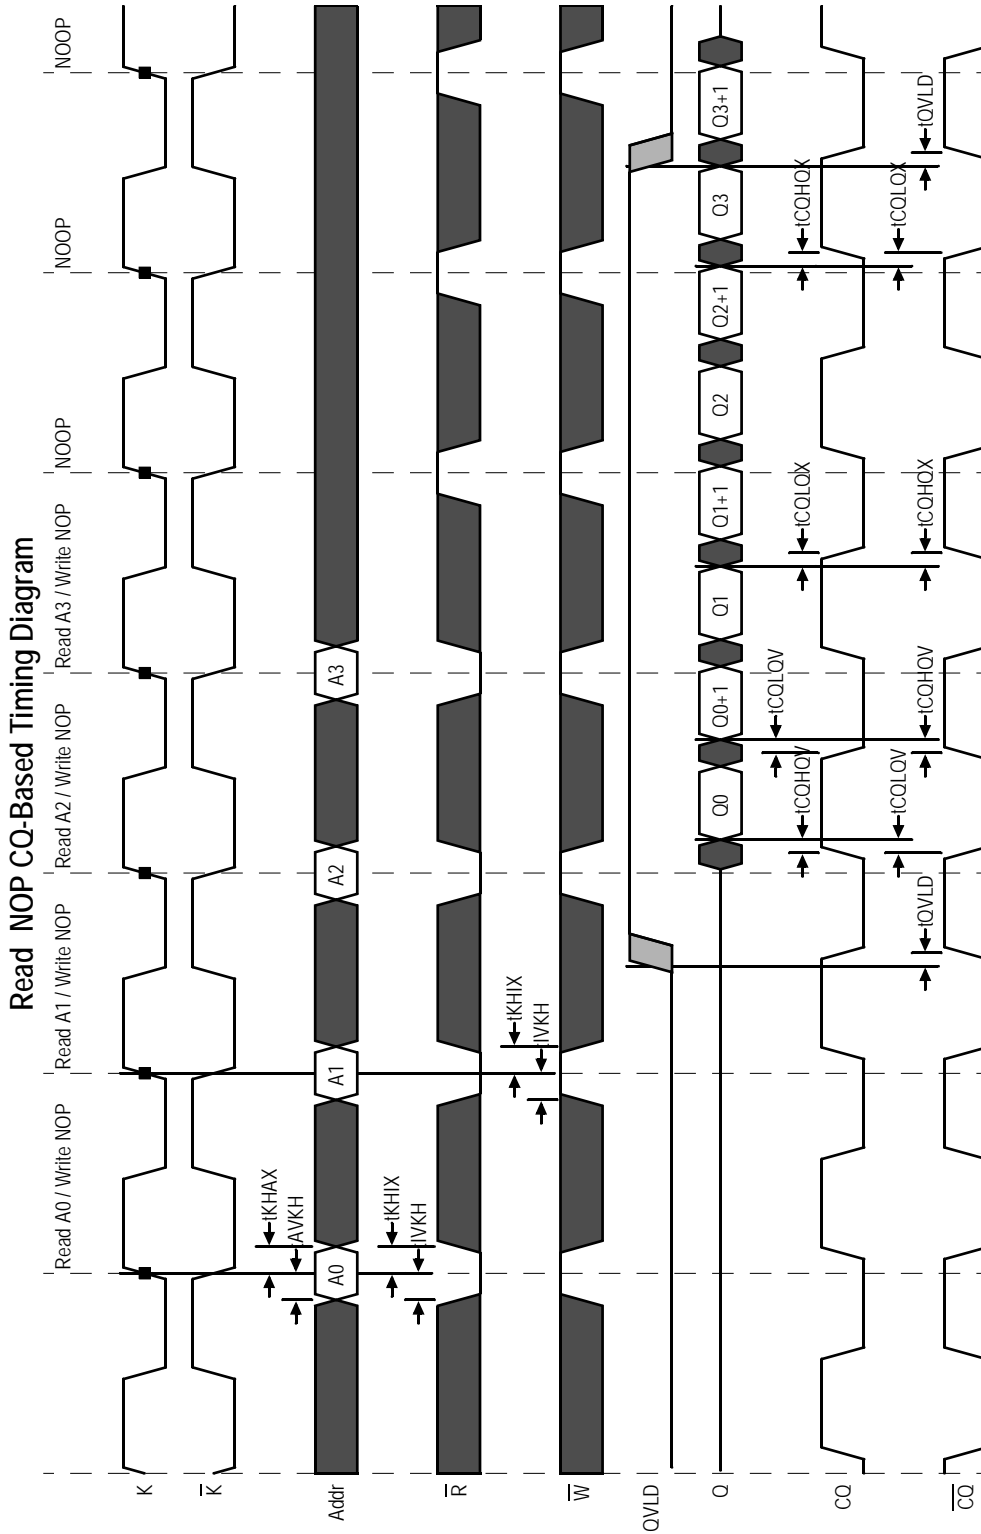 Read NOP CQ-Based Timing Diagram
Read A0 / Write NOP
Read A1 / Write NOP
Read A2 / Write NOP
Read A3 / Write NOP
NOOP
NOOP
NOOP
K
K
tKHAX
tAVKH
Addr
A0
A1
A2
A3
tKHIX
tIVKH
R
tKHIX
tIVKH
W
QVLD
Q
Q0
Q0+1
Q1
Q1+1
Q2
Q2+1
Q3
Q3+1
tCQLQV
tCQHQV
tCQLQX
tCQHQX
CQ
tCQLQV
tCQLQX
tQVLD
tCQHQV
tCQHQX
tQVLD
CQ